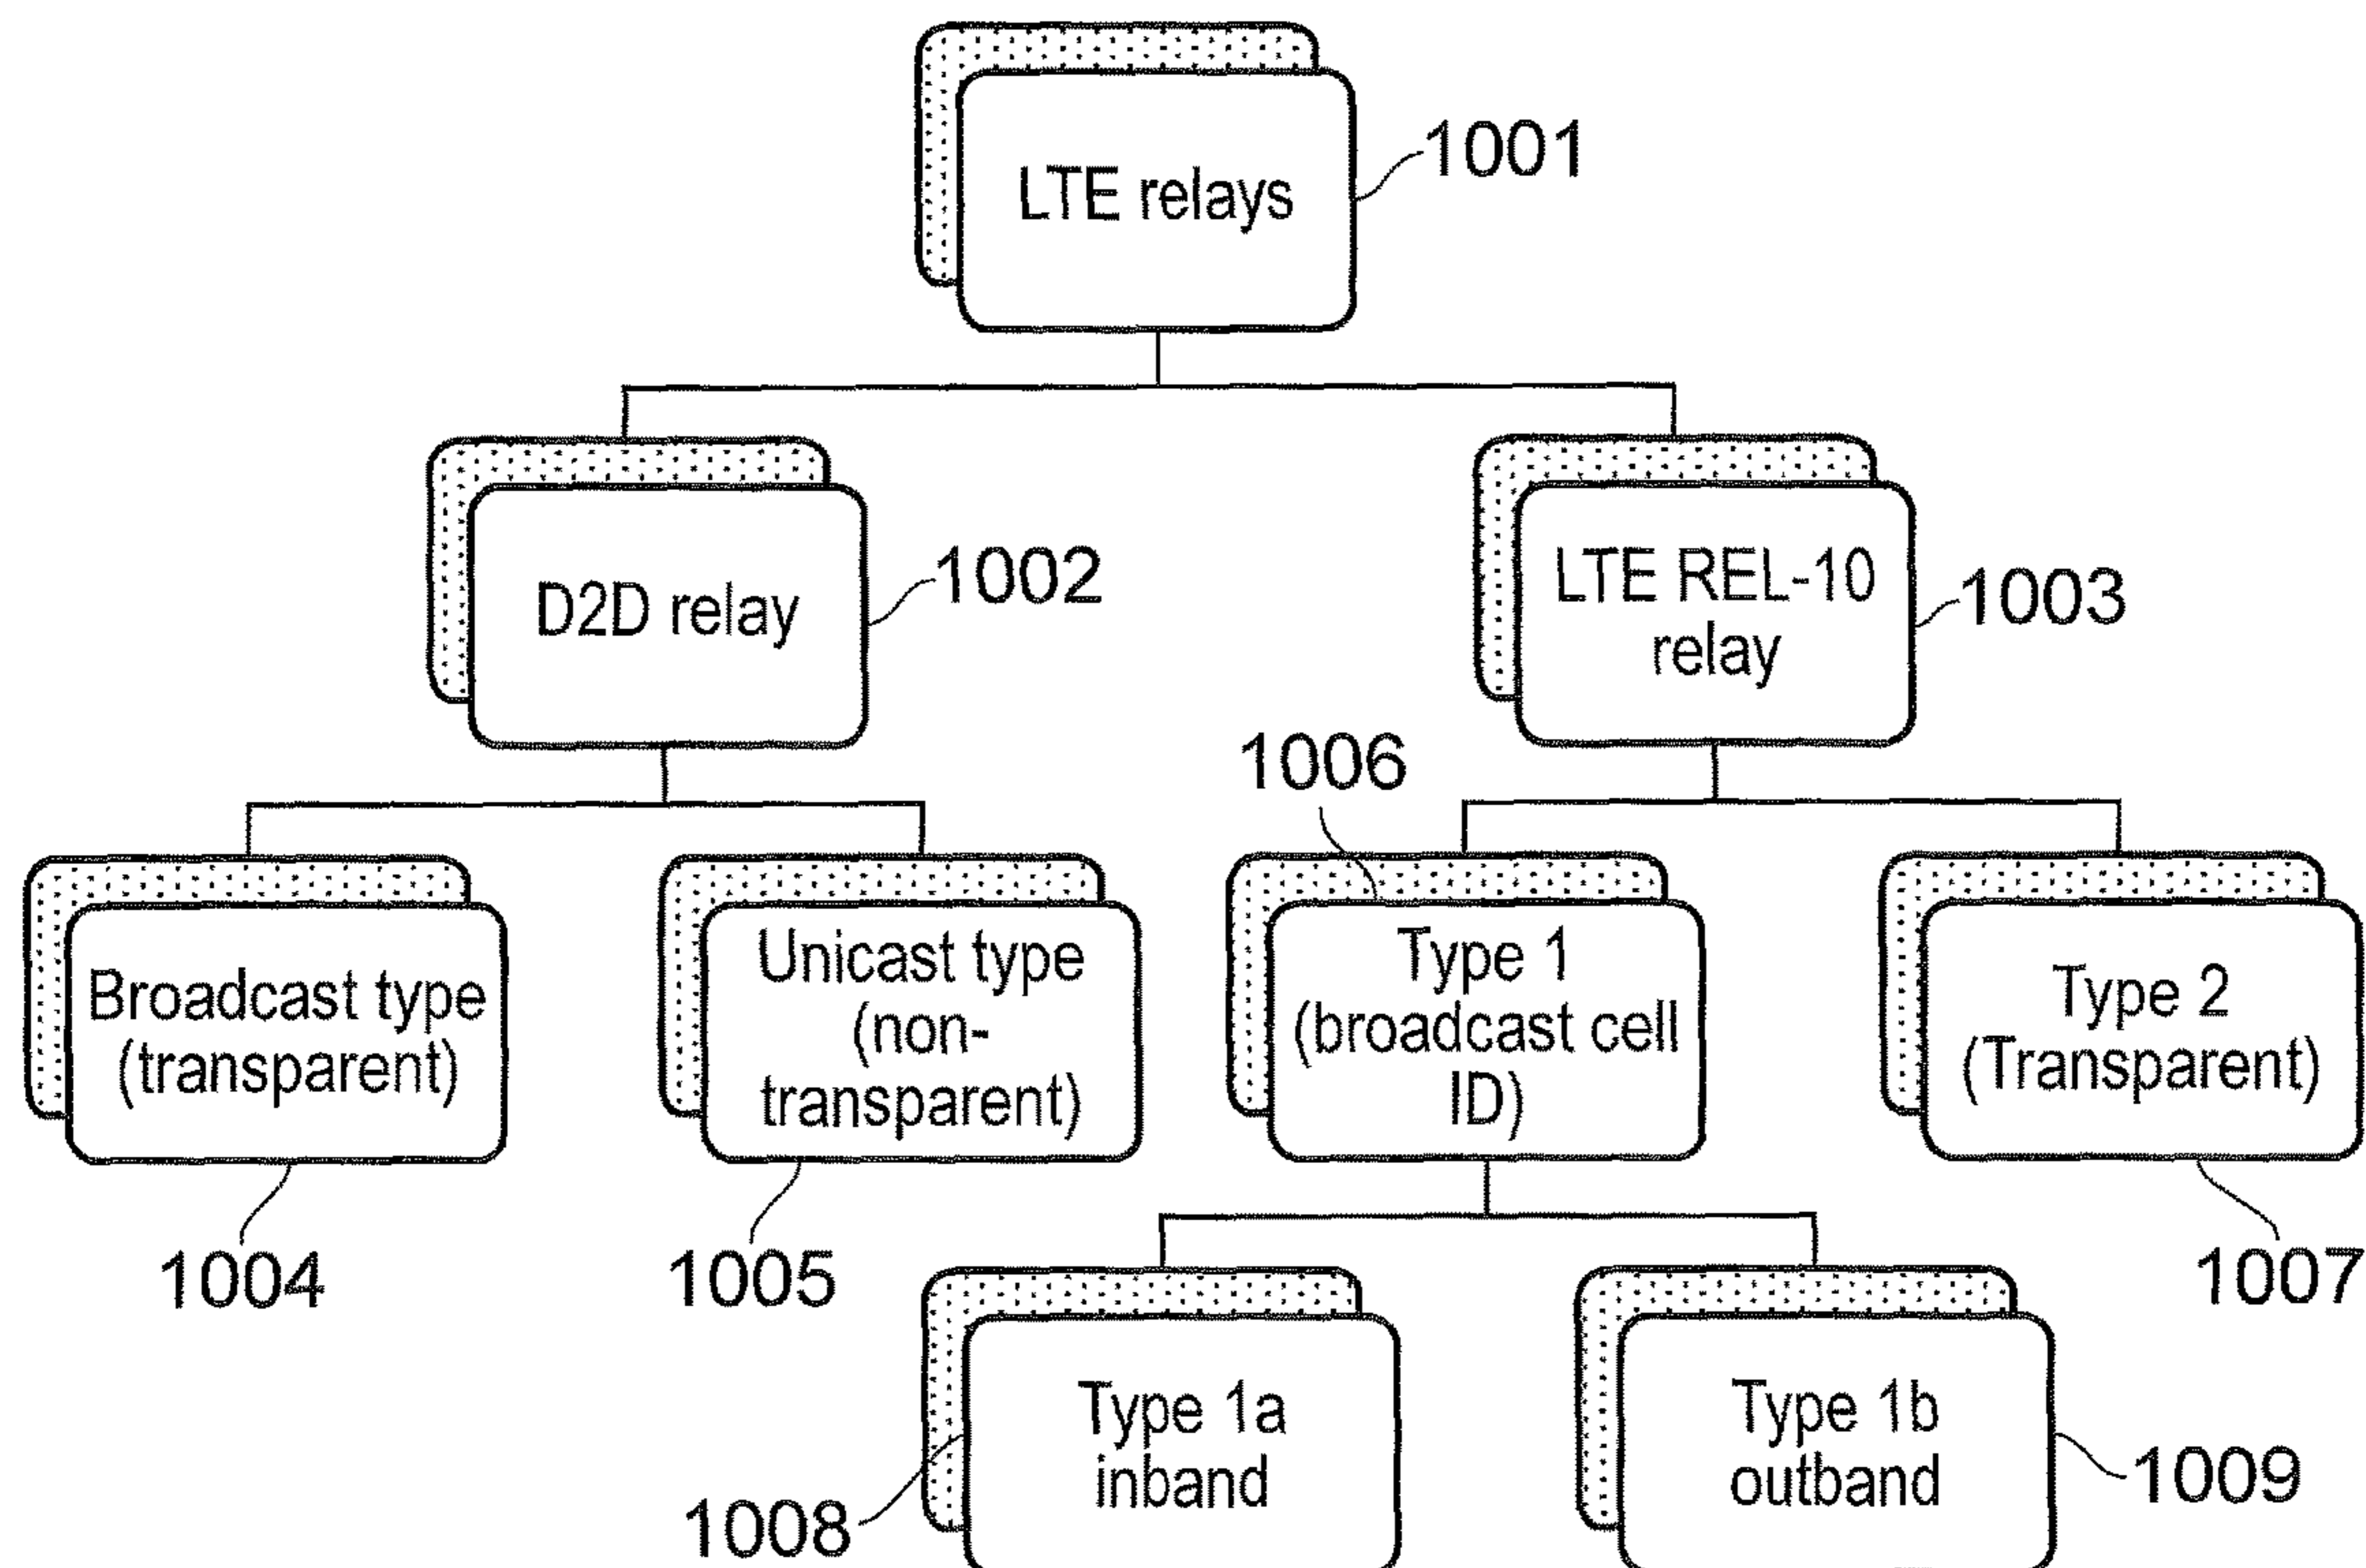 LTE relays
1001
D2D relay
1002
LTE REL-10
relay
1003
1006
Broadcast type
(transparent)
Unicast type
(non-
transparent)
Type 1
(broadcast cell
ID)
Type 2
(Transparent)
1004
1005
1007
Type 1a
inband
Type 1b
outband
1008
1009